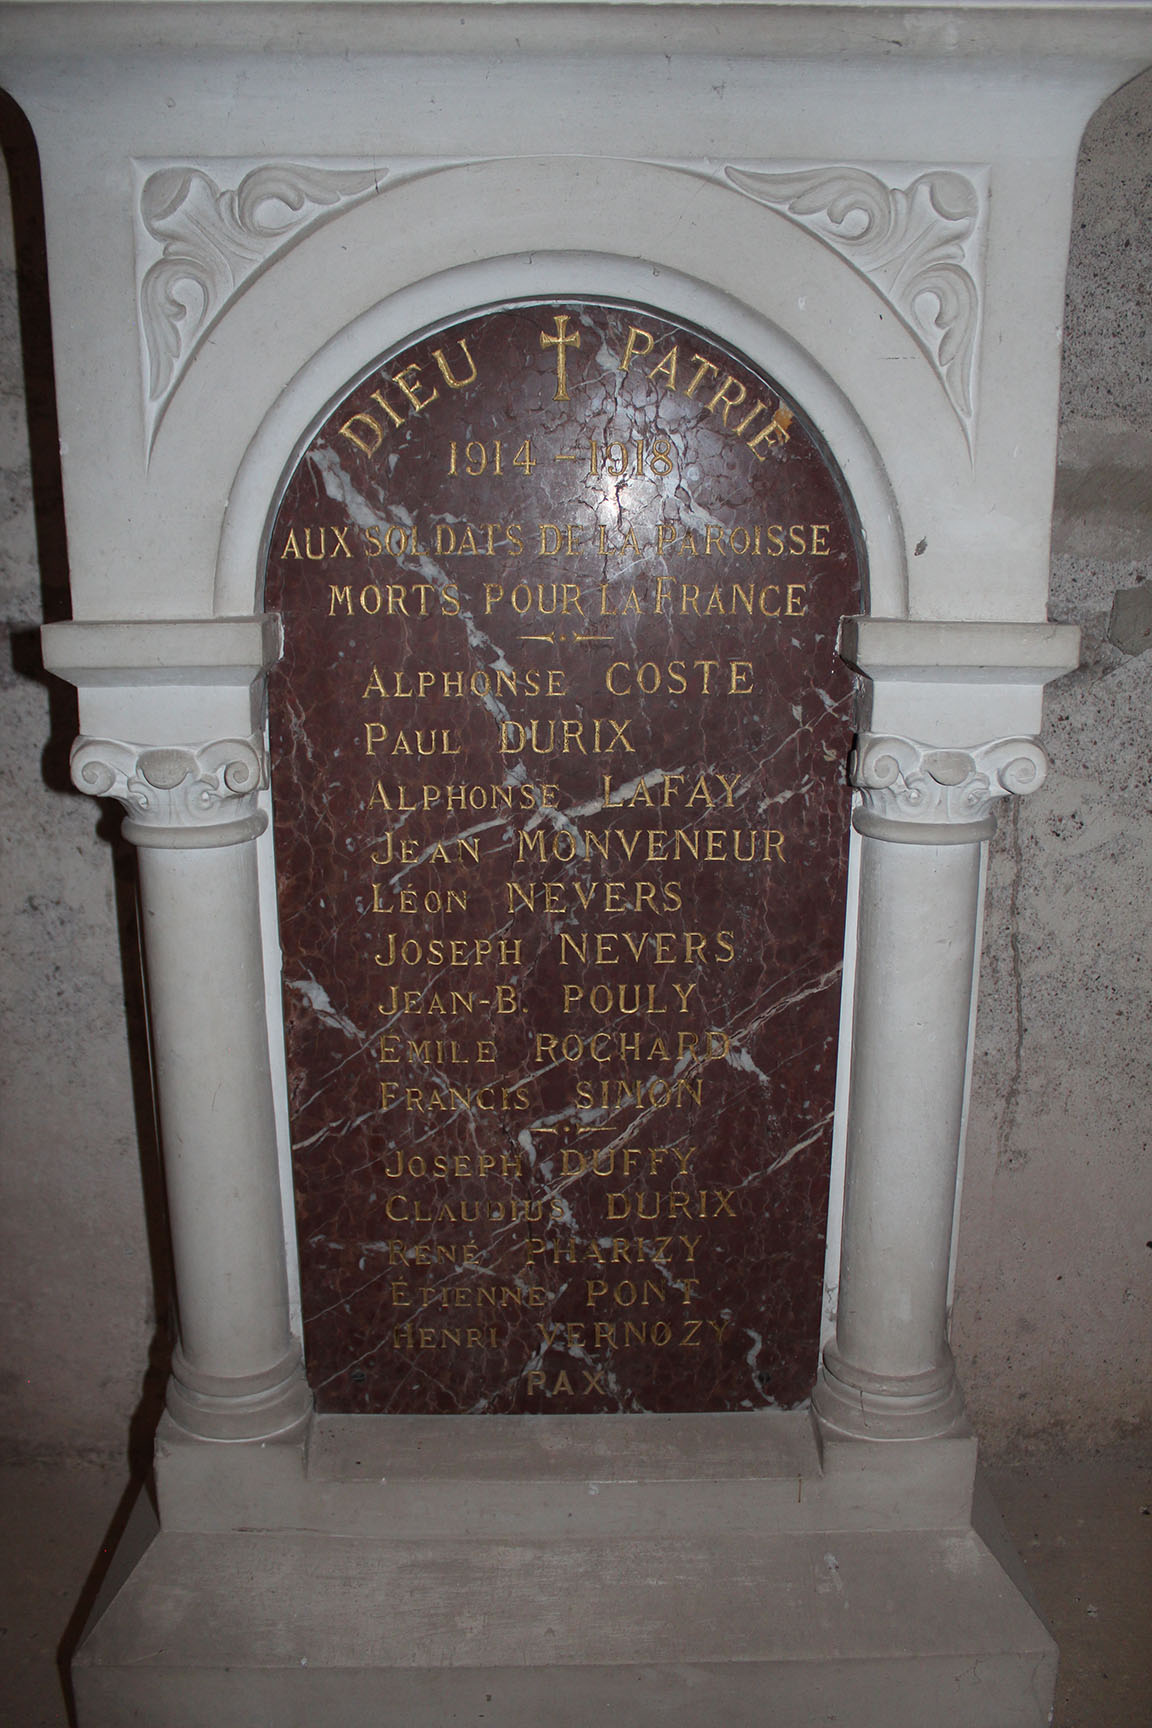 DIEU PATRIE
1914 - 1918
AUX SOLDATS DE LA PAROISSE
MORTS POUR LA FRANCE
ALPHONSE COSTE
PAUL DURIX
ALPHONSE LAFAY
JEAN MONVENEUR
LÉON NEVERS
JOSEPH NEVERS
JEAN-B. POULY
EMILE ROCHARD
FRANCIS SIMON
JOSEPH DUFFY
CLAUDIUS DURIX
RENÉ PHARIZY
ÉTIENNE PONT
HENRI VERNOZY
PAX